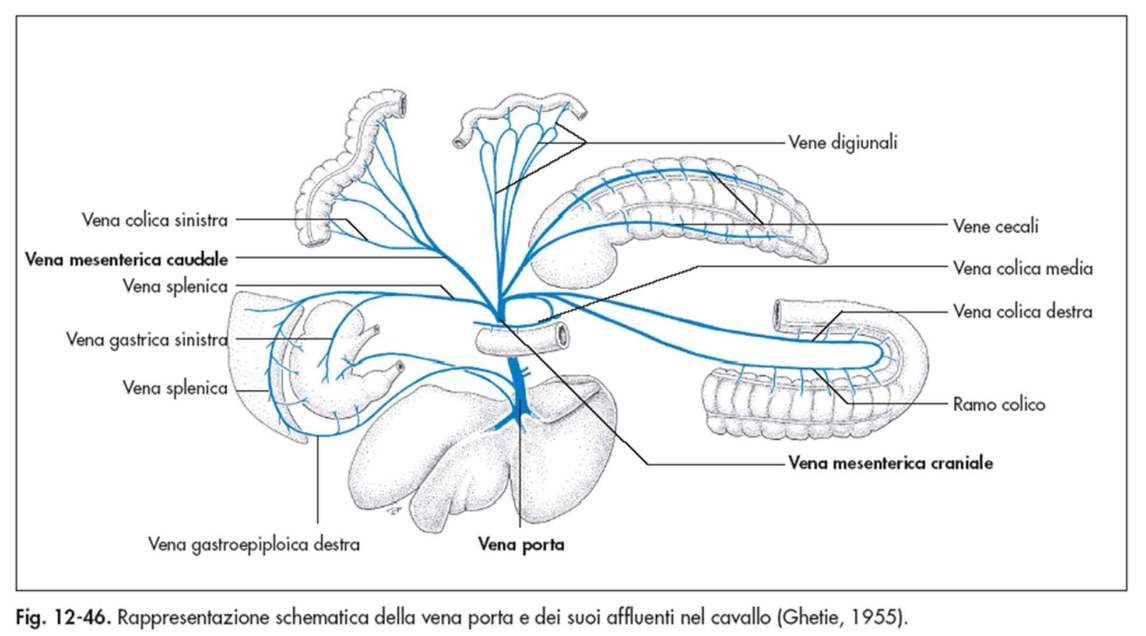 Vene digiunali
Vena colica sinistra
Vene cecali
Vena mesenterica caudale
Vena colica media
Vena splenica
Vena colica destra
Vena gastrica sinistra
Vena splenica
Ramo colico
Vena mesenterica craniale
Vena gastroepiploica destra
Vena porta
Fig. 12-46. Rappresentazione schematica della vena porta e dei suoi affluenti nel cavallo (Ghetie, 1955).